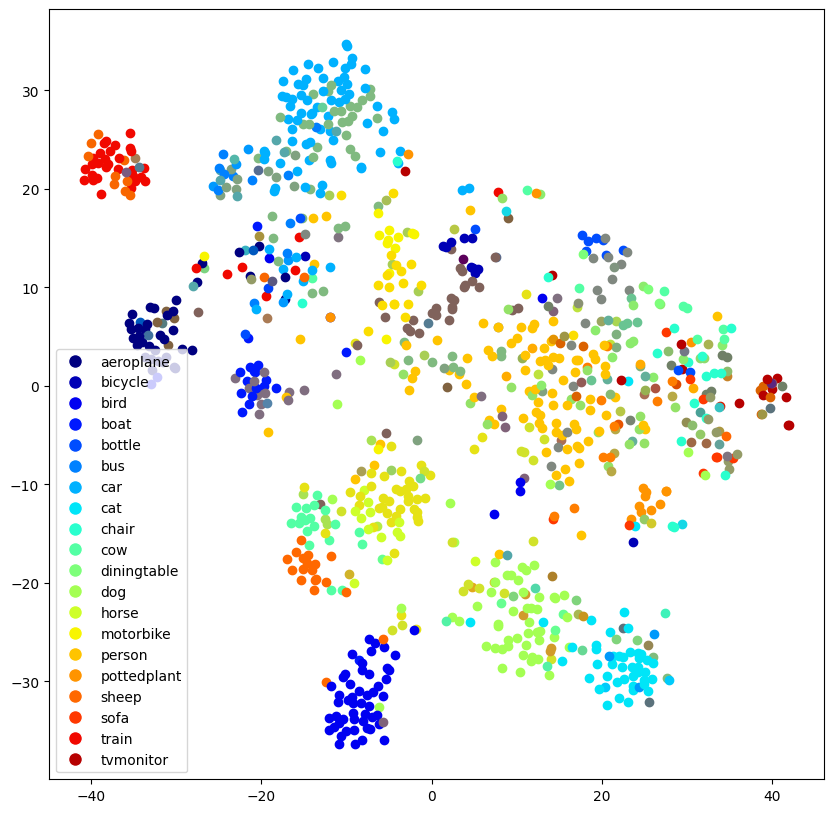 30
20
10
0
−10
−20
−30
−40
−20
0
20
40
aeroplane
bicycle
bird
boat
bottle
bus
car
cat
chair
cow
diningtable
dog
horse
motorbike
person
pottedplant
sheep
sofa
train
tvmonitor